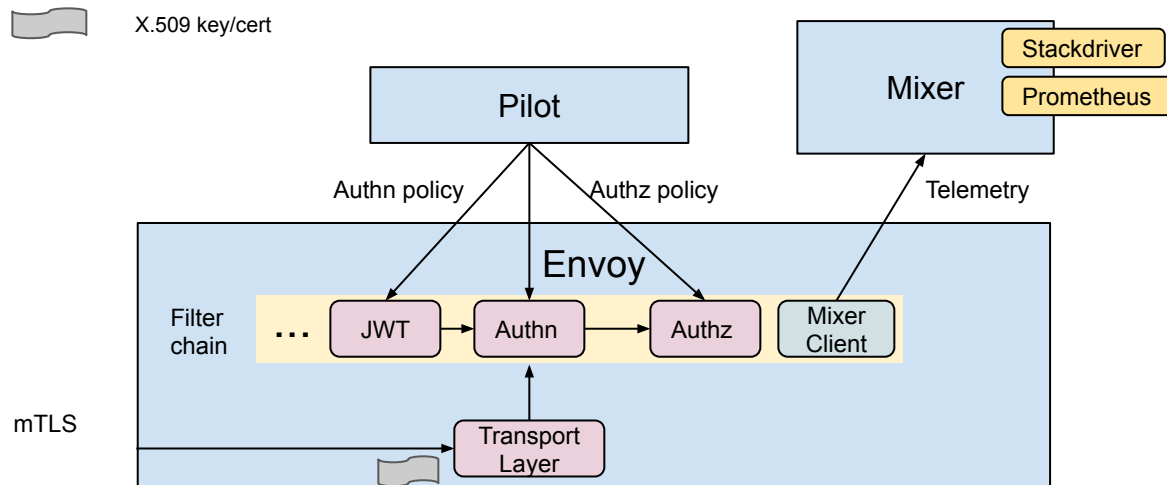 X.509 key/cert
Stackdriver
Mixer
Prometheus
Pilot
Authn policy
Authz policy
Telemetry
Envoy
Filter
chain
...
JWT
Authn
Authz
Mixer
Client
mTLS
Transport
Layer